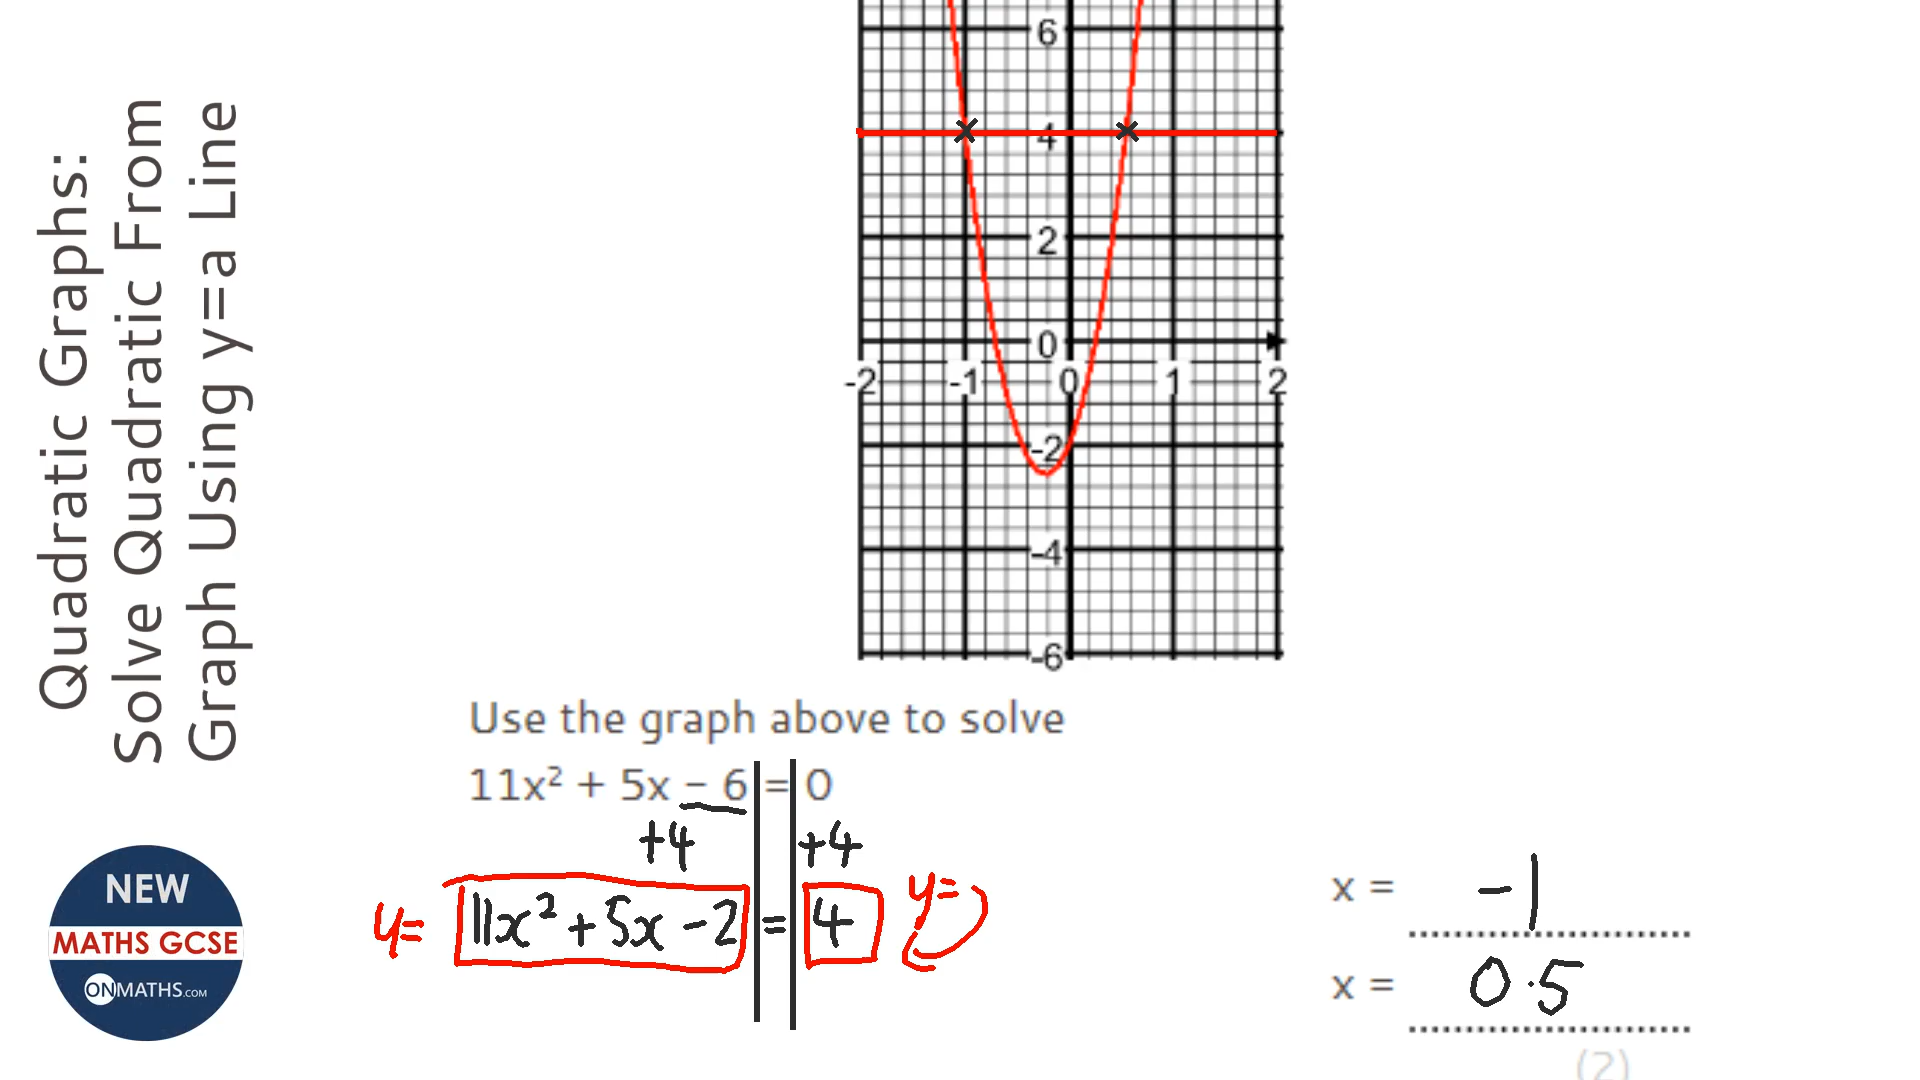 Quadratic Graphs:
Solve Quadratic From
Graph Using y=a Line
6
4
2
0
-2 -1 0 1 2
-2
-4
-6
Use the graph above to solve
11x² + 5x − 6 = 0
+4 +4
y= 11x² + 5x − 2 = 4 y=
x = −1
x = 0.5
(2)
NEW
MATHS GCSE
ONMATHS.COM